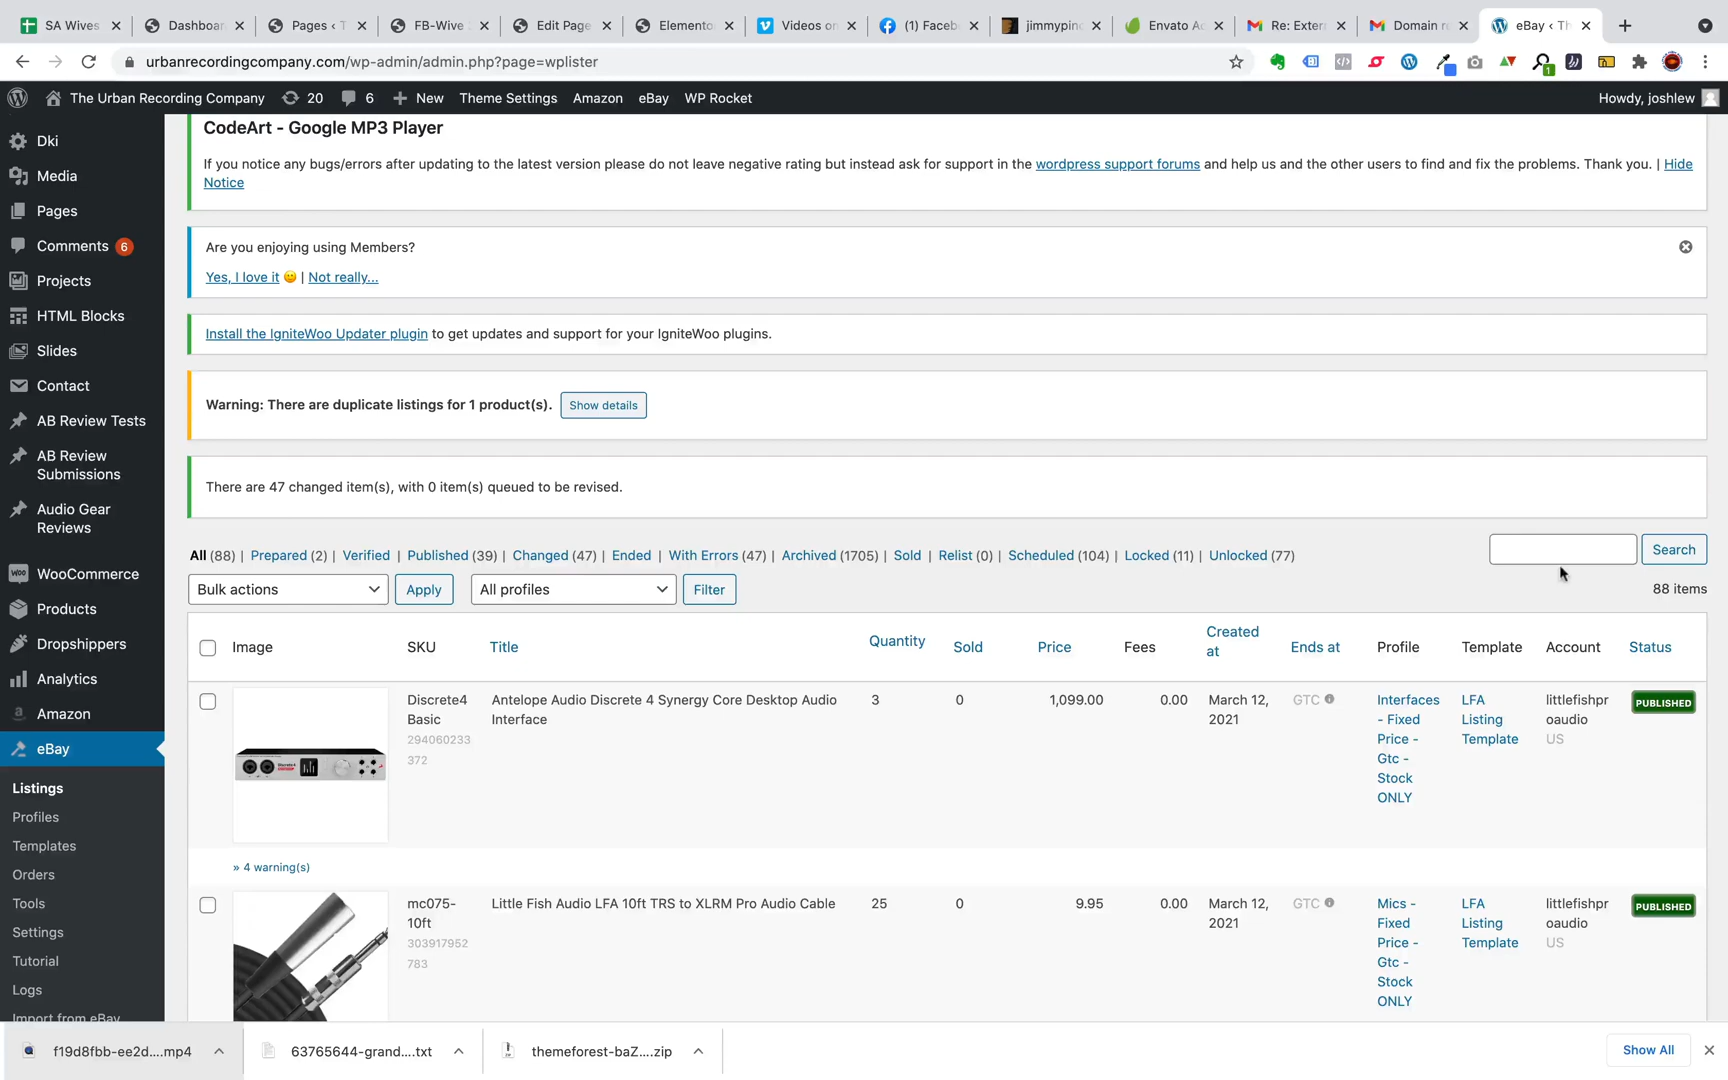 SA Wives
Dashboar
Pages ‹ T
FB-Wive
Edit Page
Elemento
Videos on
(1) Faceb
jimmypinc
Envato Ac
Re: Exter
Domain re
eBay ‹ Th
urbanrecordingcompany.com/wp-admin/admin.php?page=wplister
The Urban Recording Company 20 6 New Theme Settings Amazon eBay WP Rocket Howdy, joshlew
Dki
Media
Pages
Comments 6
Projects
HTML Blocks
Slides
Contact
AB Review Tests
AB Review
Submissions
Audio Gear
Reviews
WooCommerce
Products
Dropshippers
Analytics
Amazon
eBay
Listings
Profiles
Templates
Orders
Tools
Settings
Tutorial
Logs
Import from eBay
CodeArt - Google MP3 Player
If you notice any bugs/errors after updating to the latest version please do not leave negative rating but instead ask for support in the wordpress support forums and help us and the other users to find and fix the problems. Thank you. | Hide
Notice
Are you enjoying using Members?
Yes, I love it | Not really...
Install the IgniteWoo Updater plugin to get updates and support for your IgniteWoo plugins.
Warning: There are duplicate listings for 1 product(s). Show details
There are 47 changed item(s), with 0 item(s) queued to be revised.
All (88) | Prepared (2) | Verified | Published (39) | Changed (47) | Ended | With Errors (47) | Archived (1705) | Sold | Relist (0) | Scheduled (104) | Locked (11) | Unlocked (77)
Search
Bulk actions Apply All profiles Filter
88 items
Image SKU Title Quantity Sold Price Fees Created
at Ends at Profile Template Account Status
Discrete4
Basic
294060233
372
Antelope Audio Discrete 4 Synergy Core Desktop Audio
Interface
3
0
1,099.00
0.00
March 12,
2021
GTC
Interfaces
- Fixed
Price -
Gtc -
Stock
ONLY
LFA
Listing
Template
littlefishpr
oaudio
US
PUBLISHED
» 4 warning(s)
mc075-
10ft
303917952
783
Little Fish Audio LFA 10ft TRS to XLRM Pro Audio Cable
25
0
9.95
0.00
March 12,
2021
GTC
Mics -
Fixed
Price -
Gtc -
Stock
ONLY
LFA
Listing
Template
littlefishpr
oaudio
US
PUBLISHED
f19d8fbb-ee2d....mp4
63765644-grand....txt
themeforest-baZ....zip
Show All